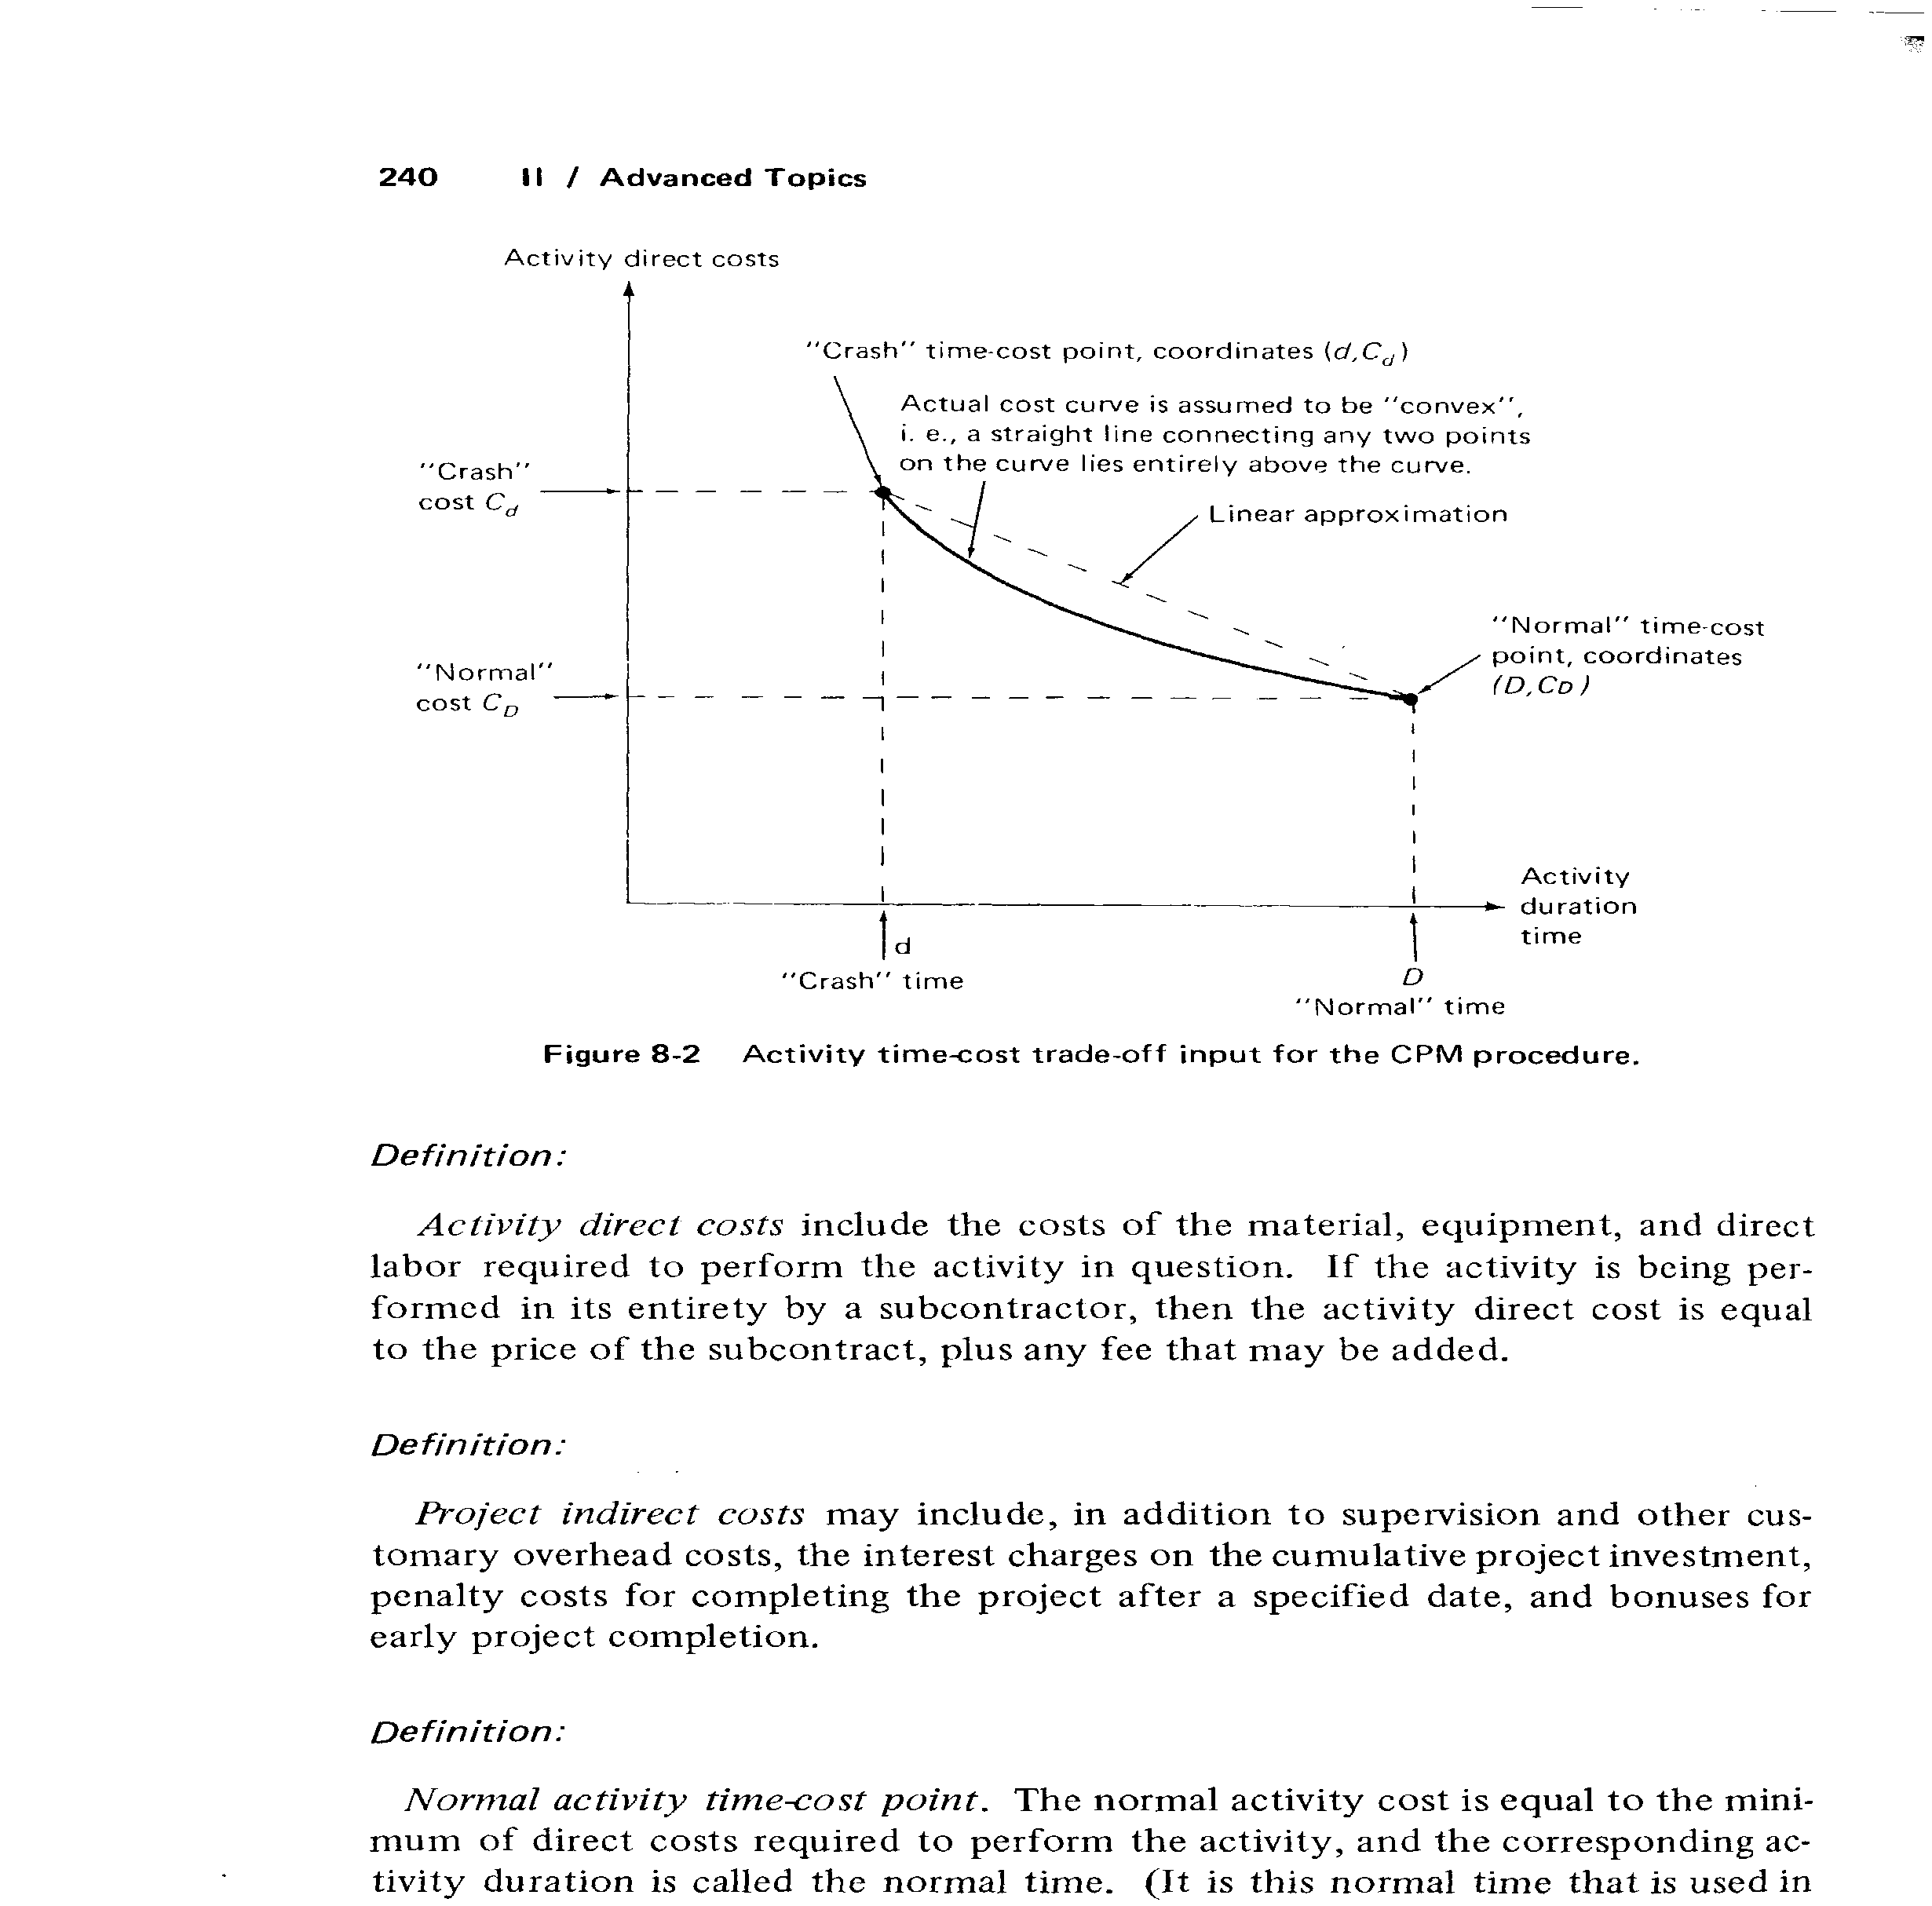 240 II / Advanced Topics
Activity direct costs
"Crash" time-cost point, coordinates (d,Cd)
Actual cost curve is assumed to be "convex",
i. e., a straight line connecting any two points
on the curve lies entirely above the curve.
"Crash"
cost Cd
Linear approximation
"Normal" time-cost
point, coordinates
(D,CD)
"Normal"
cost CD
Activity
duration
time
d
"Crash" time
D
"Normal" time
Figure 8-2 Activity time-cost trade-off input for the CPM procedure.
Definition:
Activity direct costs include the costs of the material, equipment, and direct
labor required to perform the activity in question. If the activity is being per-
formed in its entirety by a subcontractor, then the activity direct cost is equal
to the price of the subcontract, plus any fee that may be added.
Definition:
Project indirect costs may include, in addition to supervision and other cus-
tomary overhead costs, the interest charges on the cumulative project investment,
penalty costs for completing the project after a specified date, and bonuses for
early project completion.
Definition:
Normal activity time-cost point. The normal activity cost is equal to the mini-
mum of direct costs required to perform the activity, and the corresponding ac-
tivity duration is called the normal time. (It is this normal time that is used in